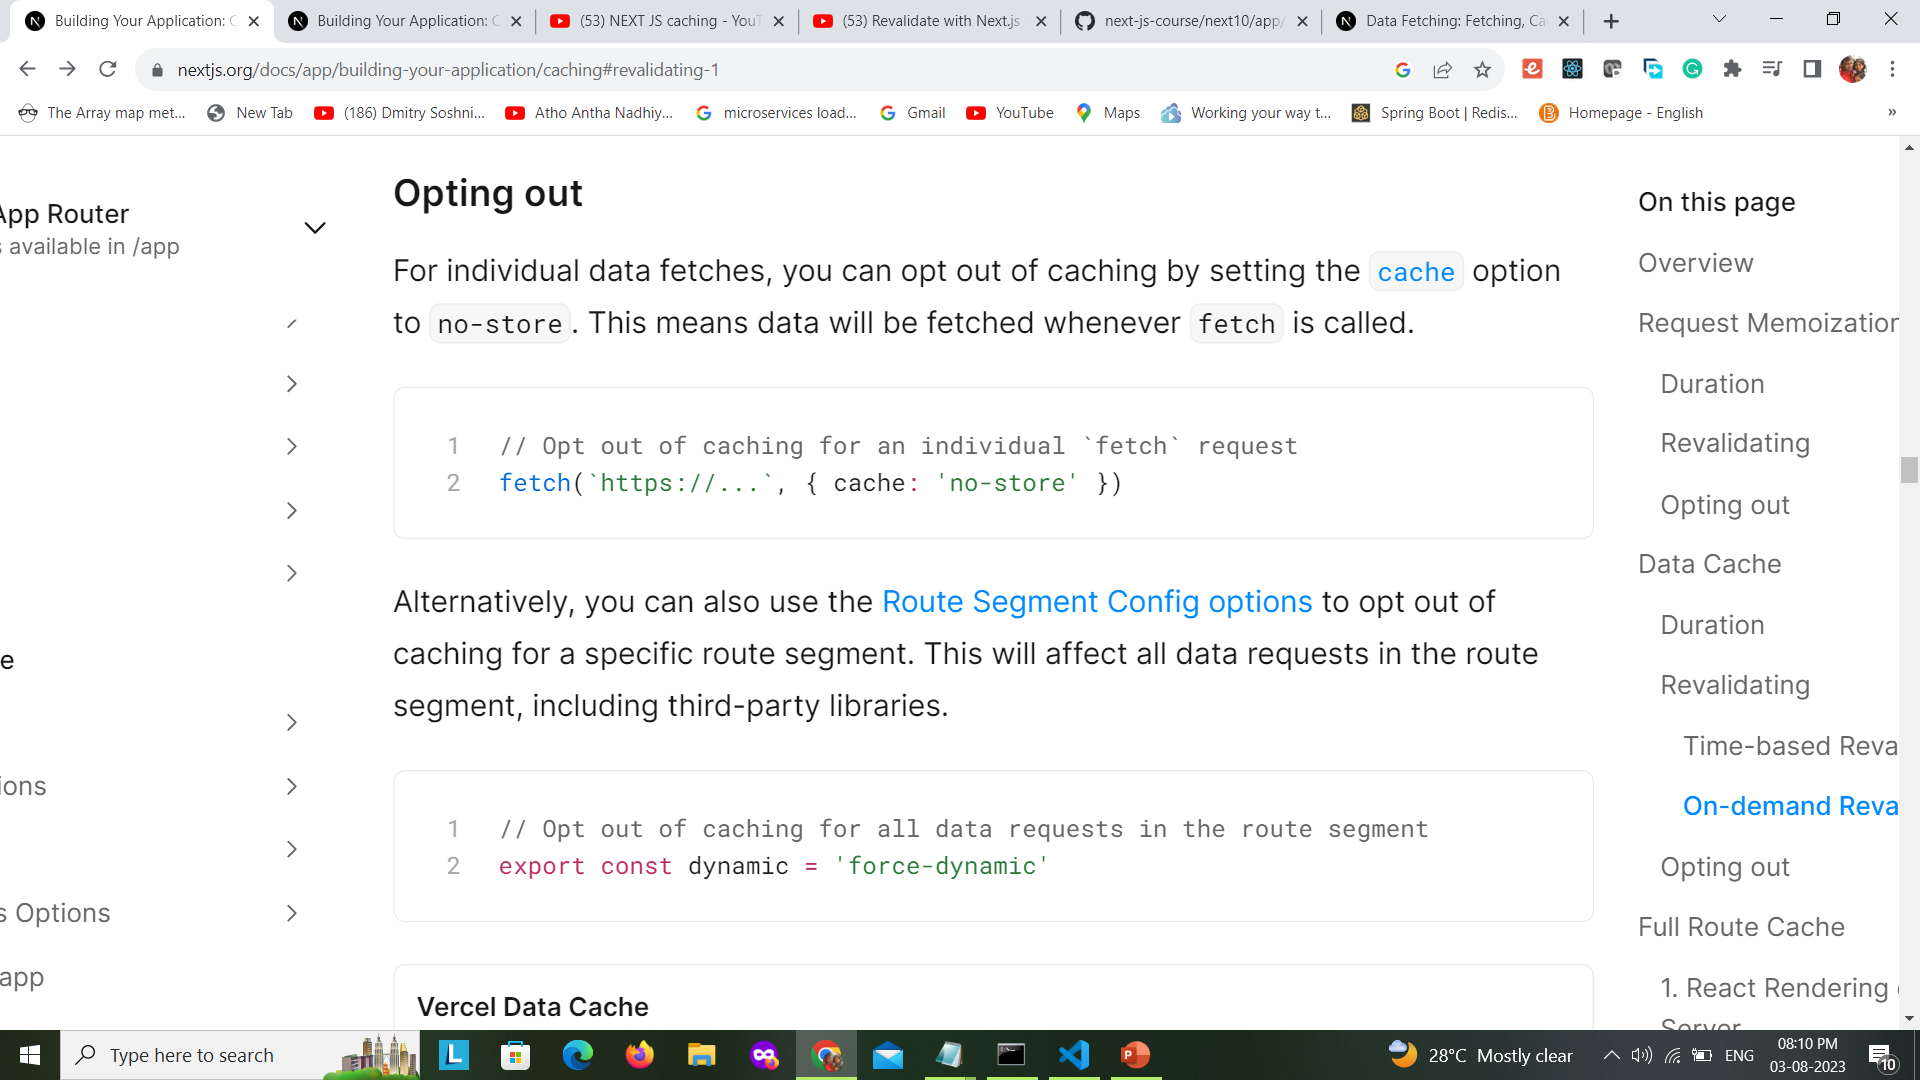 Building Your Application: C
Building Your Application: C
(53) NEXT JS caching - YouT
(53) Revalidate with Next.js
next-js-course/next10/app/
Data Fetching: Fetching, Ca
nextjs.org/docs/app/building-your-application/caching#revalidating-1
The Array map met...
New Tab
(186) Dmitry Soshni...
Atho Antha Nadhiy...
microservices load...
Gmail
YouTube
Maps
Working your way t...
Spring Boot | Redis...
Homepage - English
»
App Router
s available in /app
e
ions
s Options
app
Opting out
For individual data fetches, you can opt out of caching by setting the cache option
to no-store. This means data will be fetched whenever fetch is called.
1 // Opt out of caching for an individual `fetch` request
2 fetch(`https://...`, { cache: 'no-store' })
Alternatively, you can also use the Route Segment Config options to opt out of
caching for a specific route segment. This will affect all data requests in the route
segment, including third-party libraries.
1 // Opt out of caching for all data requests in the route segment
2 export const dynamic = 'force-dynamic'
Vercel Data Cache
On this page
Overview
Request Memoization
Duration
Revalidating
Opting out
Data Cache
Duration
Revalidating
Time-based Reva
On-demand Reva
Opting out
Full Route Cache
1. React Rendering
Server
Type here to search
28°C Mostly clear
ENG
08:10 PM
03-08-2023
10